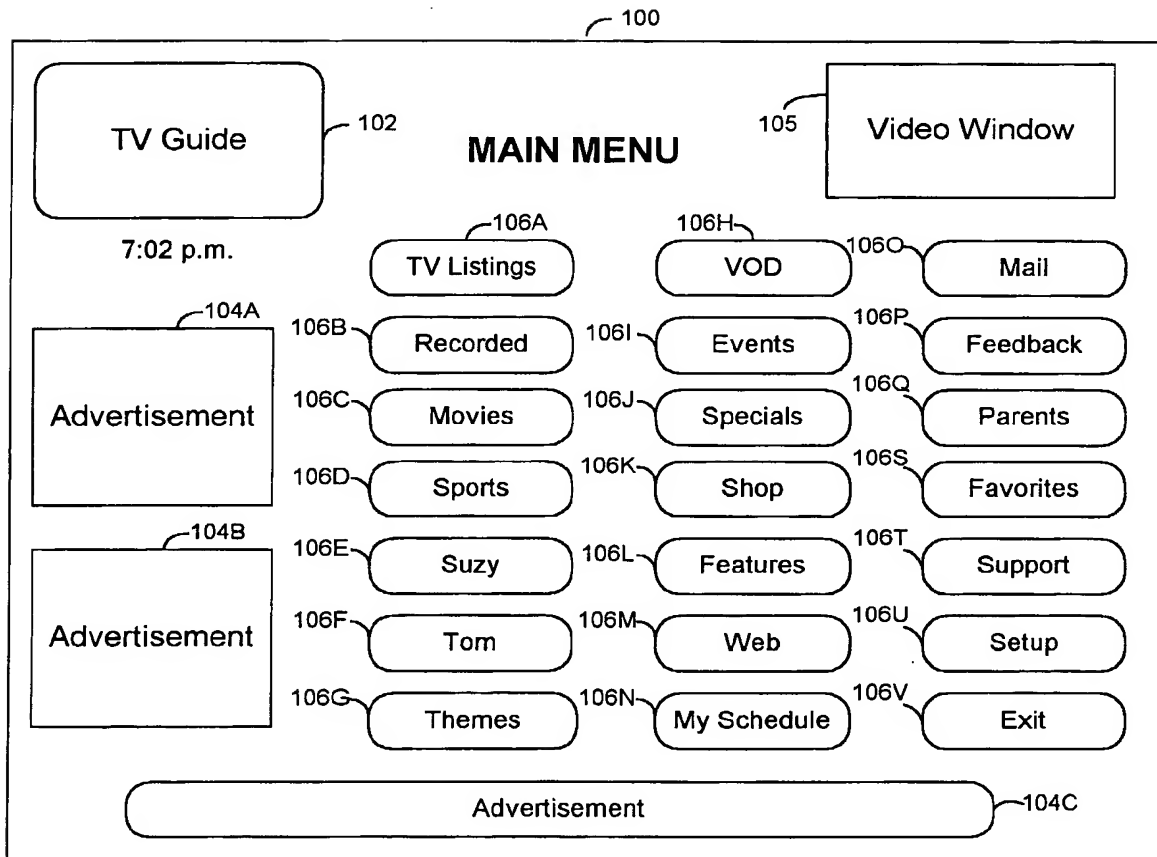 100
TV Guide
102
MAIN MENU
105
Video Window
7:02 p.m.
106A
TV Listings
106H
VOD
106O
Mail
104A
Advertisement
106B
Recorded
106I
Events
106P
Feedback
106C
Movies
106J
Specials
106Q
Parents
106D
Sports
106K
Shop
106S
Favorites
104B
Advertisement
106E
Suzy
106L
Features
106T
Support
106F
Tom
106M
Web
106U
Setup
106G
Themes
106N
My Schedule
106V
Exit
Advertisement
104C